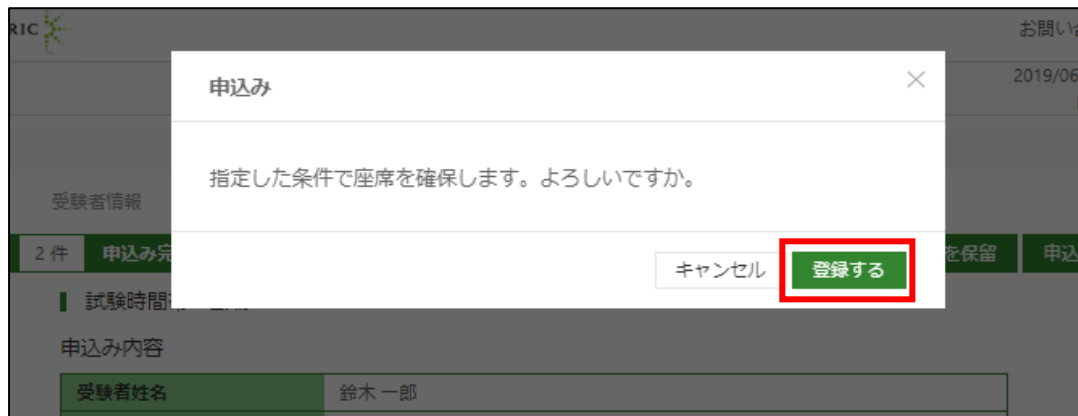 RIC
お問い合
2019/06
申込み
指定した条件で座席を確保します。よろしいですか。
受験者情報
2 件 申込み完 を保留 申込
キャンセル 登録する
試験時間
申込み内容
受験者姓名 鈴木 一郎